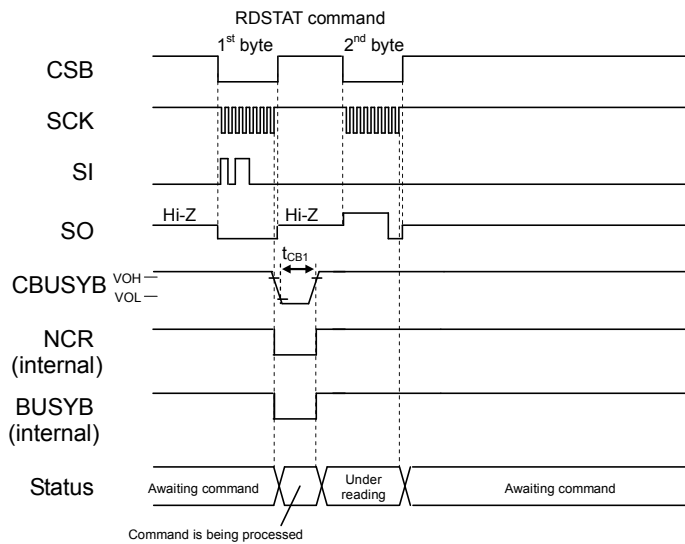 RDSTAT command
1st byte
2nd byte
CSB
SCK
SI
Hi-Z
Hi-Z
SO
tCB1
VOH
CBUSYB
VOL
NCR
(internal)
BUSYB
(internal)
Status
Awaiting command
Under
reading
Awaiting command
Command is being processed